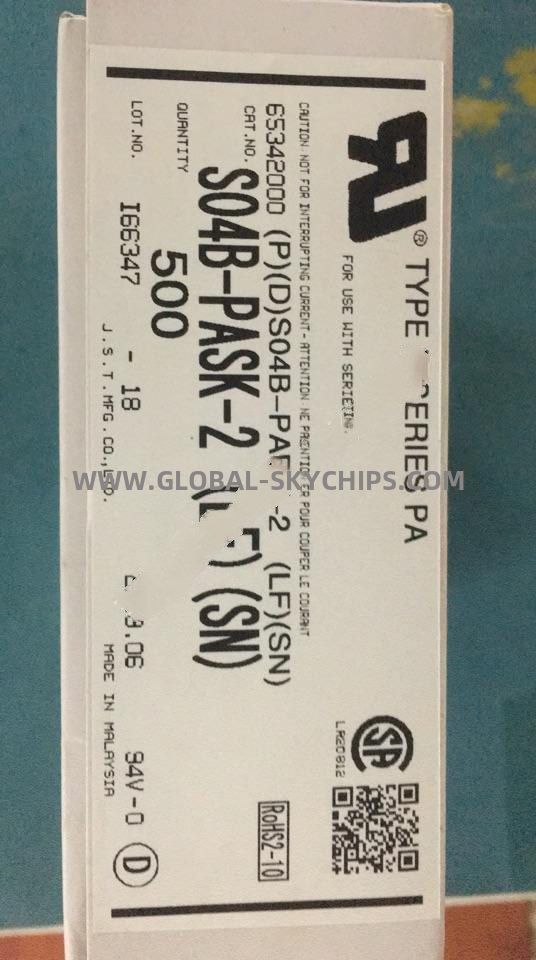 ® TYPE SERIES PA
FOR USE WITH
LR20812
CAUTION: NOT FOR INTERRUPTING CURRENT-ATTENTION: NE PAS POUR COUPER LE COURANT
65342000 (P)(D)S04B-PA -2 (LF)(SN)
CAT.NO. S04B-PASK-2 (LF)(SN)
RoHS2-10
QUANTITY 500
LOT.NO. I66347 - 18 .06 94V-0 D
J.S.T.MFG.CO.,LTD. MADE IN MALAYSIA
WWW.GLOBAL-SKYCHIPS.COM